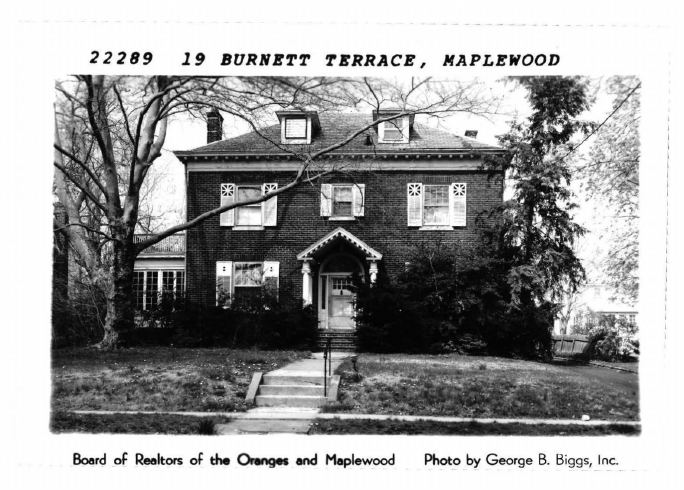 22289 19 BURNETT TERRACE, MAPLEWOOD
Board of Realtors of the Oranges and Maplewood Photo by George B. Biggs, Inc.